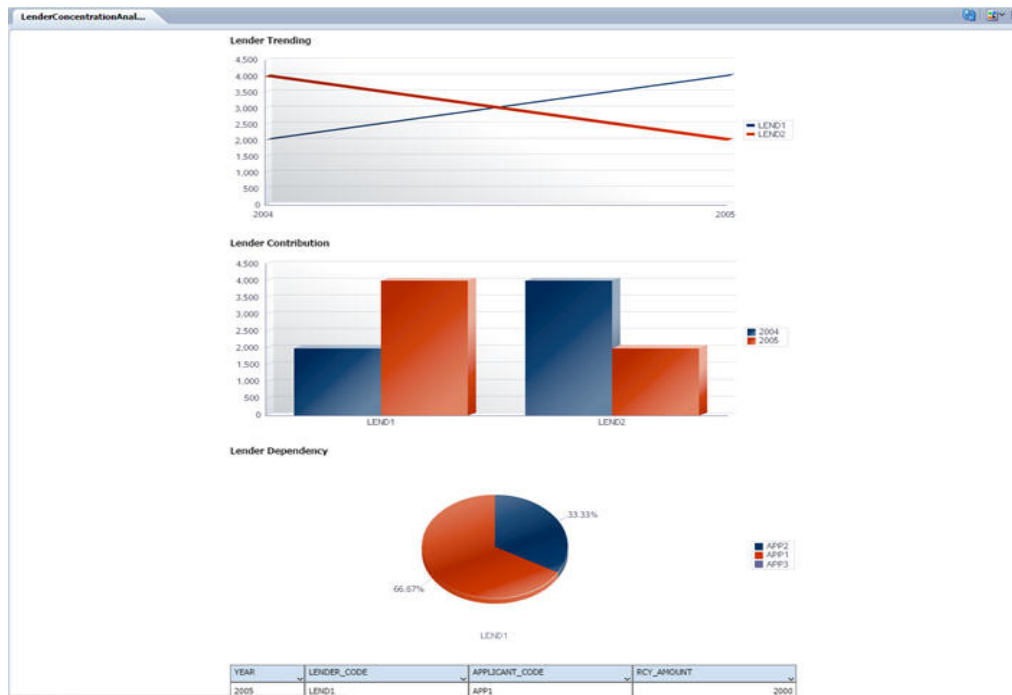 LenderConcentrationAnal...
Lender Trending
4,500
4,000
3,500
3,000
2,500
2,000
1,500
1,000
500
0
2004 2005
LEND1
LEND2
Lender Contribution
4,500
4,000
3,500
3,000
2,500
2,000
1,500
1,000
500
0
LEND1 LEND2
2004
2005
Lender Dependency
33.33%
66.67%
APP2
APP1
APP3
LEND1
YEAR LENDER_CODE APPLICANT_CODE RCY_AMOUNT
2005 LEND1 APP1 2000